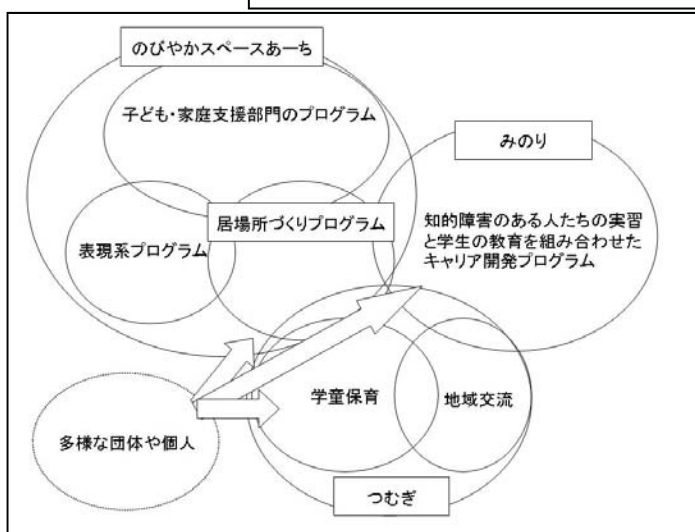 のびやかスペースあーち
子ども・家庭支援部門のプログラム
みのり
居場所づくりプログラム
表現系プログラム
知的障害のある人たちの実習
と学生の教育を組み合わせた
キャリア開発プログラム
学童保育
地域交流
多様な団体や個人
つむぎ